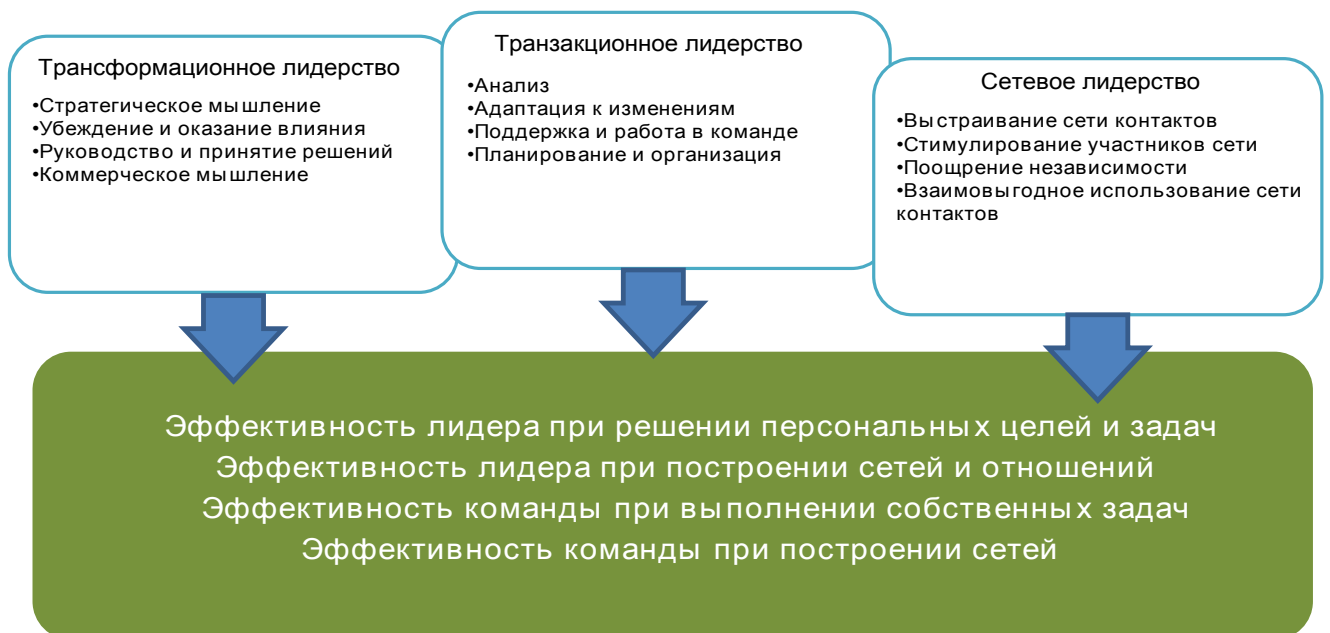 Трансформационное лидерство
•Стратегическое мышление
•Убеждение и оказание влияния
•Руководство и принятие решений
•Коммерческое мышление
Транзакционное лидерство
•Анализ
•Адаптация к изменениям
•Поддержка и работа в команде
•Планирование и организация
Сетевое лидерство
•Выстраивание сети контактов
•Стимулирование участников сети
•Поощрение независимости
•Взаимовыгодное использование сети
контактов
Эффективность лидера при решении персональных целей и задач
Эффективность лидера при построении сетей и отношений
Эффективность команды при выполнении собственных задач
Эффективность команды при построении сетей